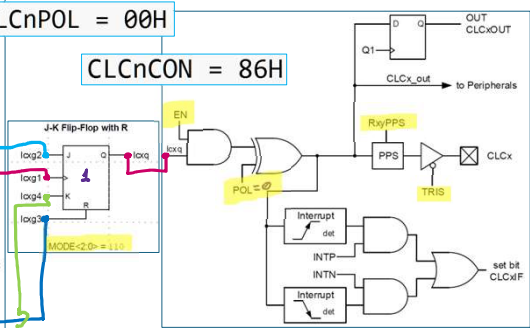 LCnPOL = 00H
CLCnCON = 86H
D Q
OUT
CLCxOUT
Q1
CLCx_out
to Peripherals
EN
RxyPPS
J-K Flip-Flop with R
lcxg2
J Q
lcxq
lcxq
lcxg1
1
lcxg4
K
R
lcxg3
POL=0
PPS
CLCx
TRIS
MODE<2:0> = 110
Interrupt
det
INTP
INTN
set bit
CLCxIF
Interrupt
det